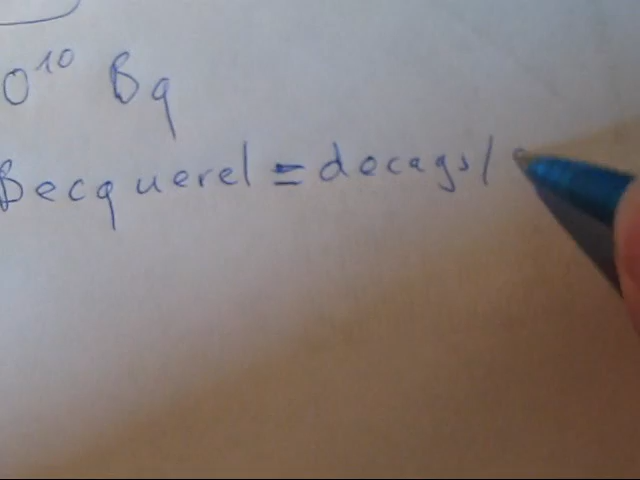 0¹⁰ Bq
Becquerel = decays/